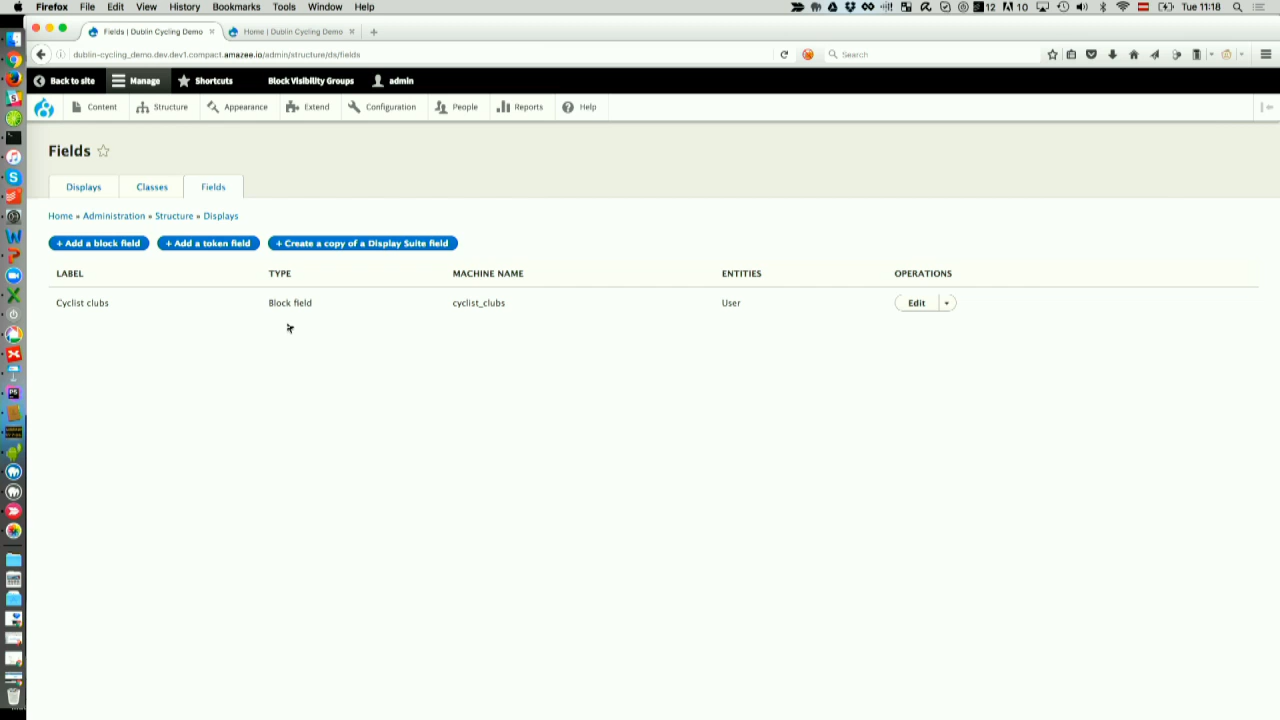 Firefox File Edit View History Bookmarks Tools Window Help 12 10 Tue 11:18
Fields | Dublin Cycling Demo Home | Dublin Cycling Demo
dublin-cycling_demo.dev.dev1.compact.amazee.io/admin/structure/ds/fields Search
Back to site Manage Shortcuts Block Visibility Groups admin
Content Structure Appearance Extend Configuration People Reports Help
Fields
Displays Classes Fields
Home » Administration » Structure » Displays
+ Add a block field + Add a token field + Create a copy of a Display Suite field
LABEL TYPE MACHINE NAME ENTITIES OPERATIONS
Cyclist clubs Block field cyclist_clubs User Edit